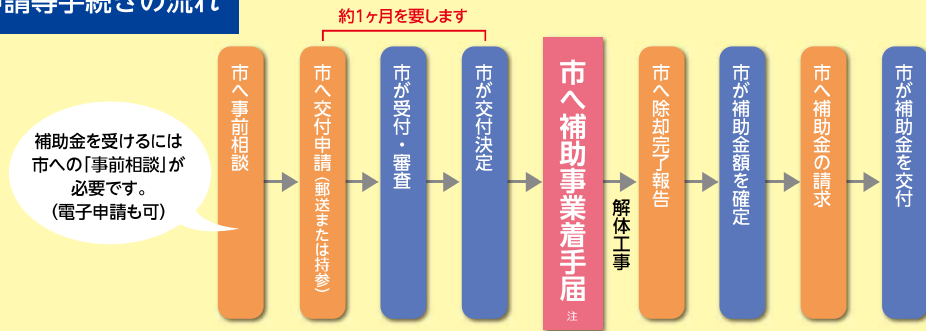 申請等手続きの流れ
約1ヶ月を要します
補助金を受けるには
市への「事前相談」が
必要です。
(電子申請も可)
市へ事前相談
市へ交付申請(郵送または持参)
市が受付・審査
市が交付決定
市へ補助事業着手届
注
解体工事
市へ除却完了報告
市が補助金額を確定
市へ補助金の請求
市が補助金を交付